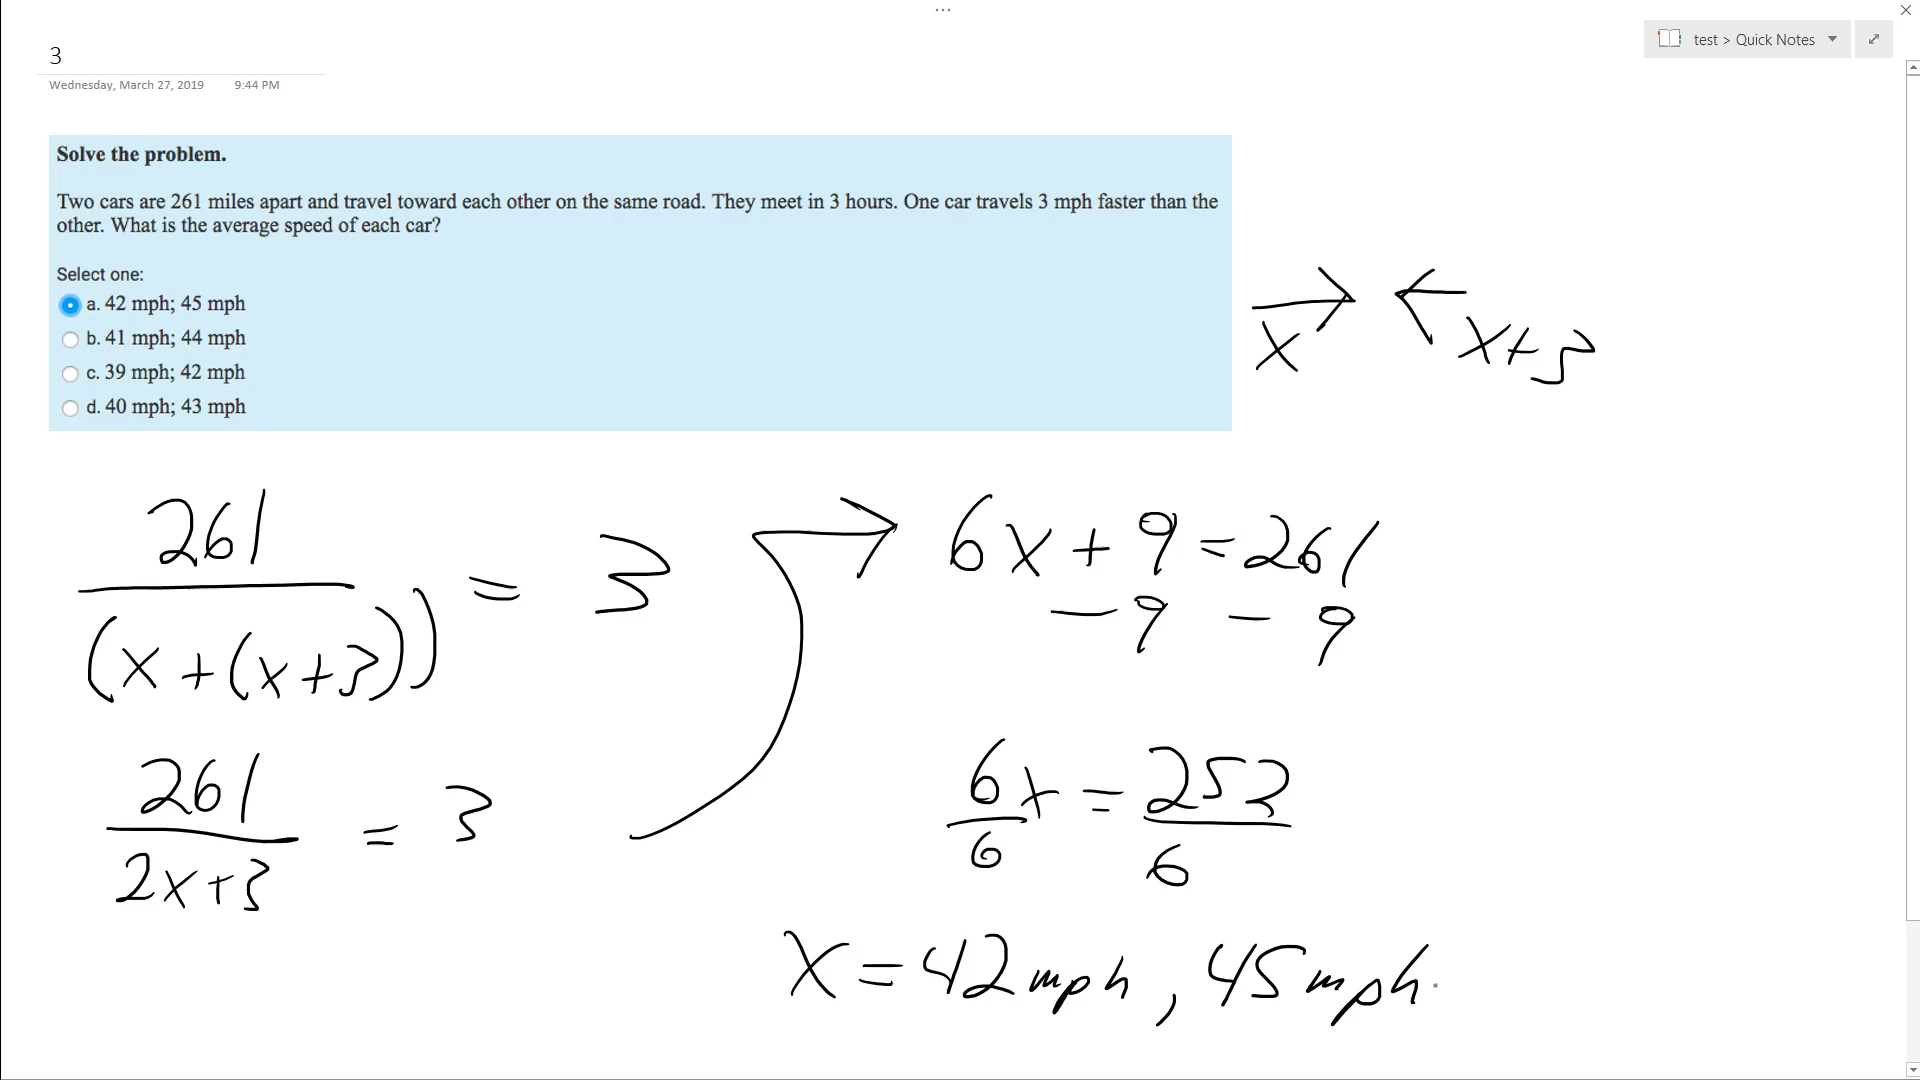 ...
test > Quick Notes
3
Wednesday, March 27, 2019 9:44 PM
Solve the problem.
Two cars are 261 miles apart and travel toward each other on the same road. They meet in 3 hours. One car travels 3 mph faster than the
other. What is the average speed of each car?
Select one:
a. 42 mph; 45 mph
b. 41 mph; 44 mph
c. 39 mph; 42 mph
d. 40 mph; 43 mph
X
X+3
261
(x+(x+3))) = 3
261
2x+3 = 3
6x+9=261
-9 -9
6x=252
6 6
X=42mph, 45mph.